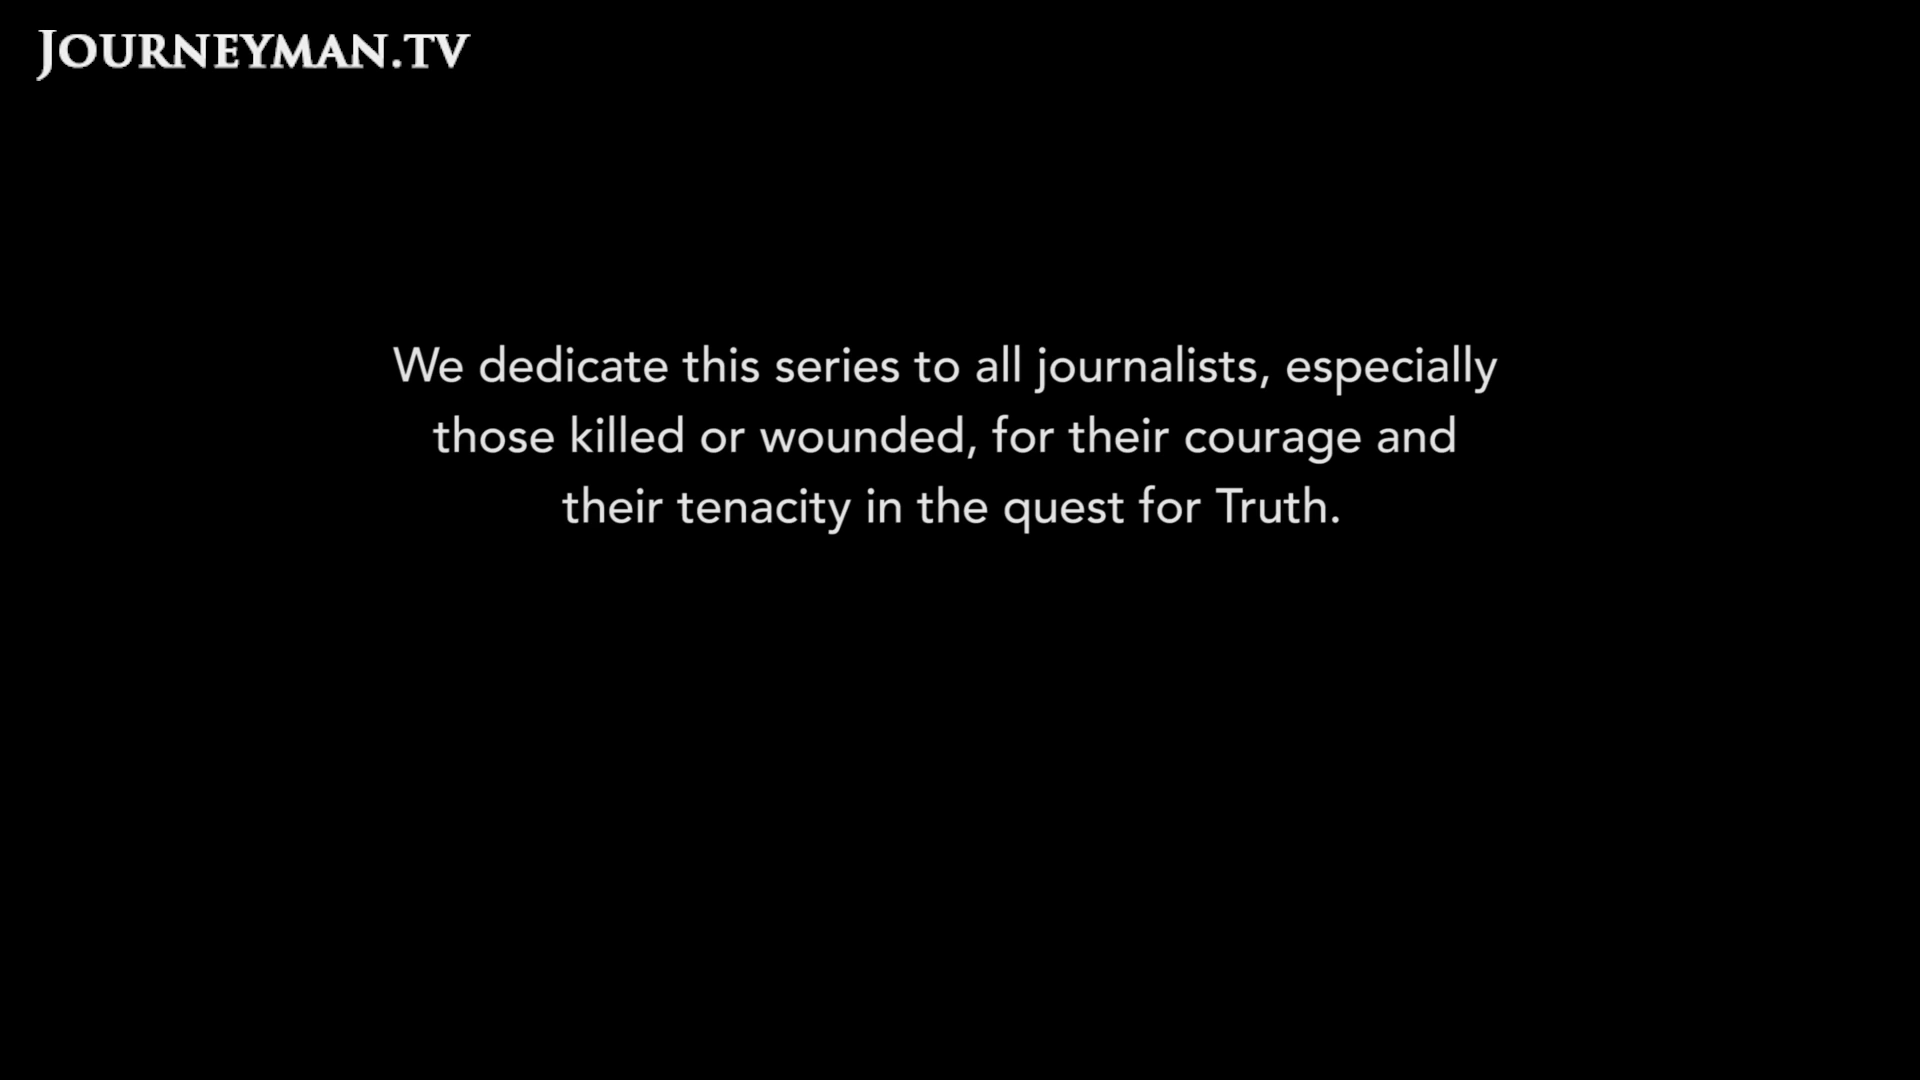 JOURNEYMAN.TV
We dedicate this series to all journalists, especially
those killed or wounded, for their courage and
their tenacity in the quest for Truth.